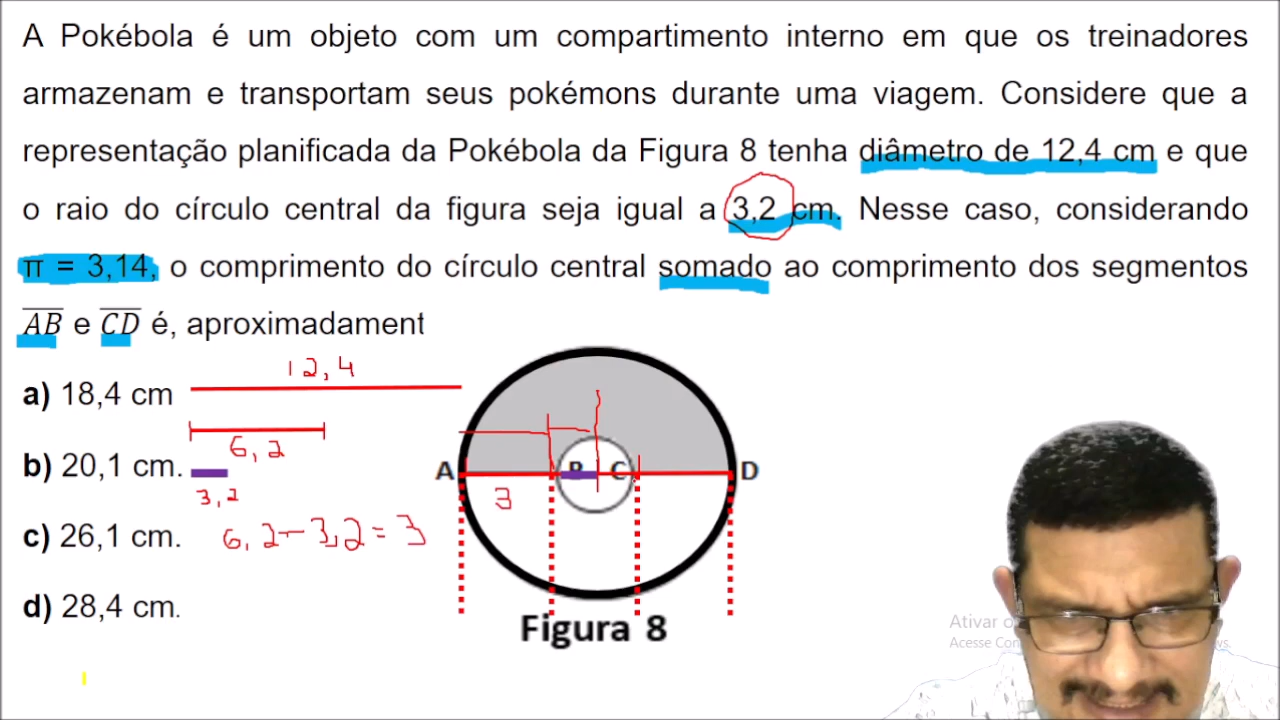 A Pokébola é um objeto com um compartimento interno em que os treinadores
armazenam e transportam seus pokémons durante uma viagem. Considere que a
representação planificada da Pokébola da Figura 8 tenha diâmetro de 12,4 cm e que
o raio do círculo central da figura seja igual a 3,2 cm. Nesse caso, considerando
π = 3,14, o comprimento do círculo central somado ao comprimento dos segmentos
AB e CD é, aproximadament
12,4
a) 18,4 cm
6,2
b) 20,1 cm.
A B C D
3,2
3
c) 26,1 cm.
6,2 - 3,2 = 3
d) 28,4 cm.
Figura 8
Ativar o